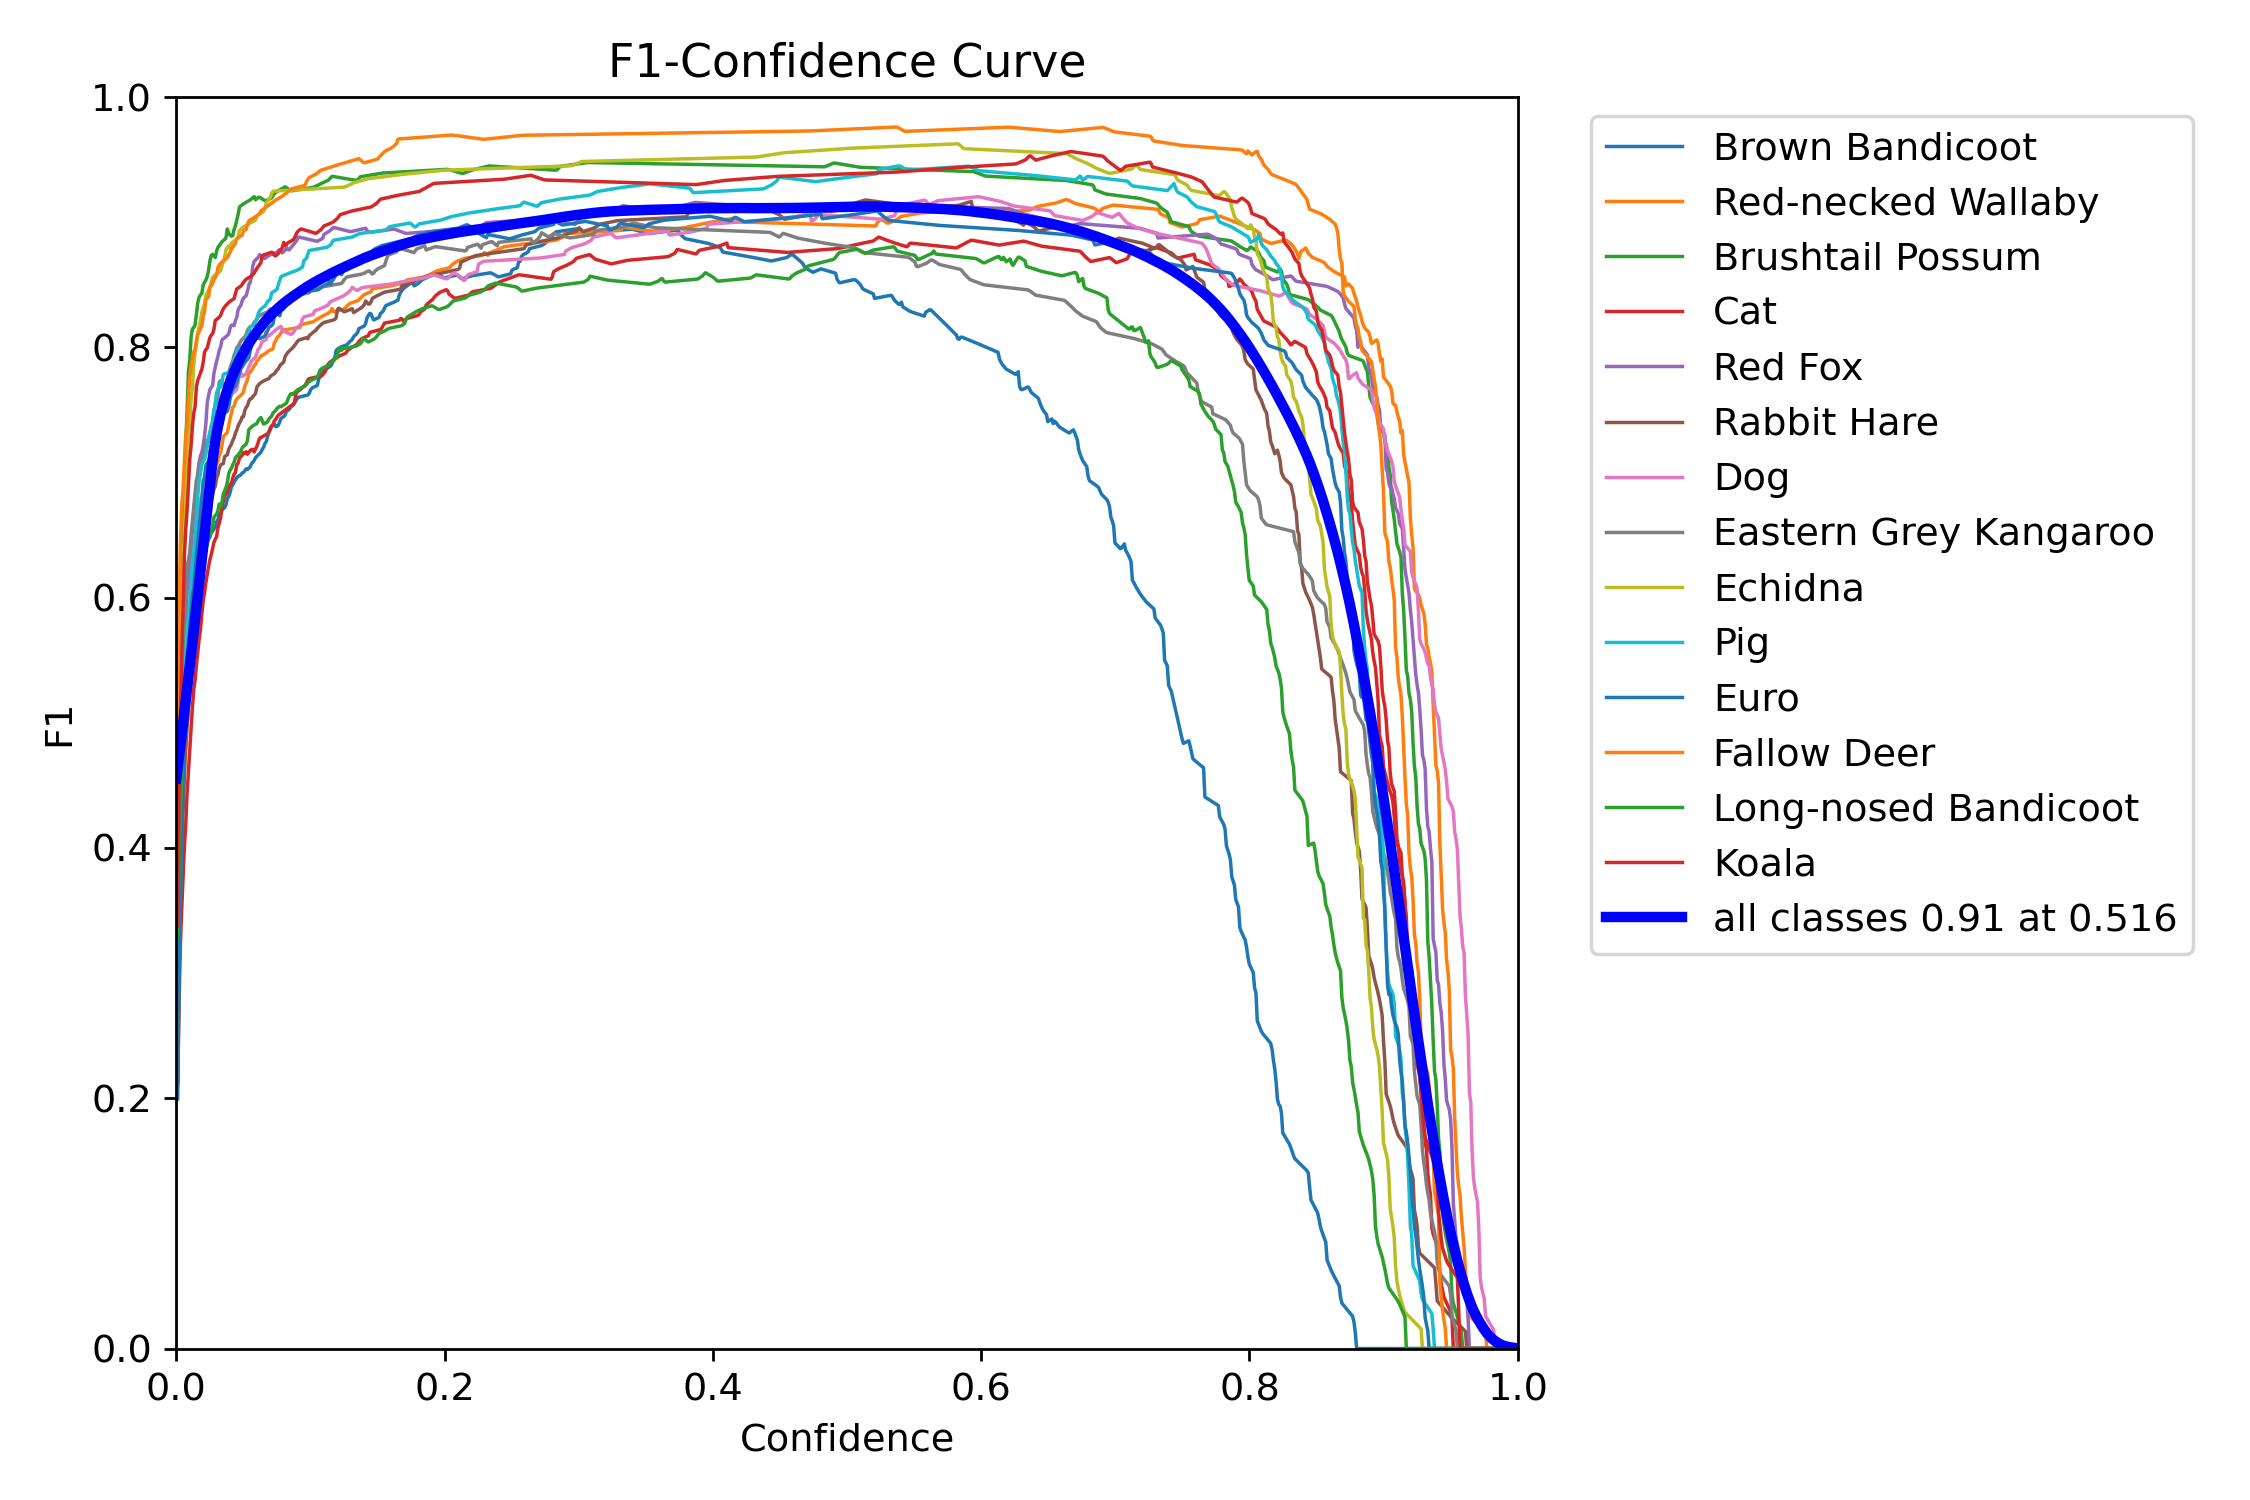 F1-Confidence Curve
1.0
0.8
0.6
0.4
0.2
0.0
F1
0.0 0.2 0.4 0.6 0.8 1.0
Confidence
Brown Bandicoot
Red-necked Wallaby
Brushtail Possum
Cat
Red Fox
Rabbit Hare
Dog
Eastern Grey Kangaroo
Echidna
Pig
Euro
Fallow Deer
Long-nosed Bandicoot
Koala
all classes 0.91 at 0.516